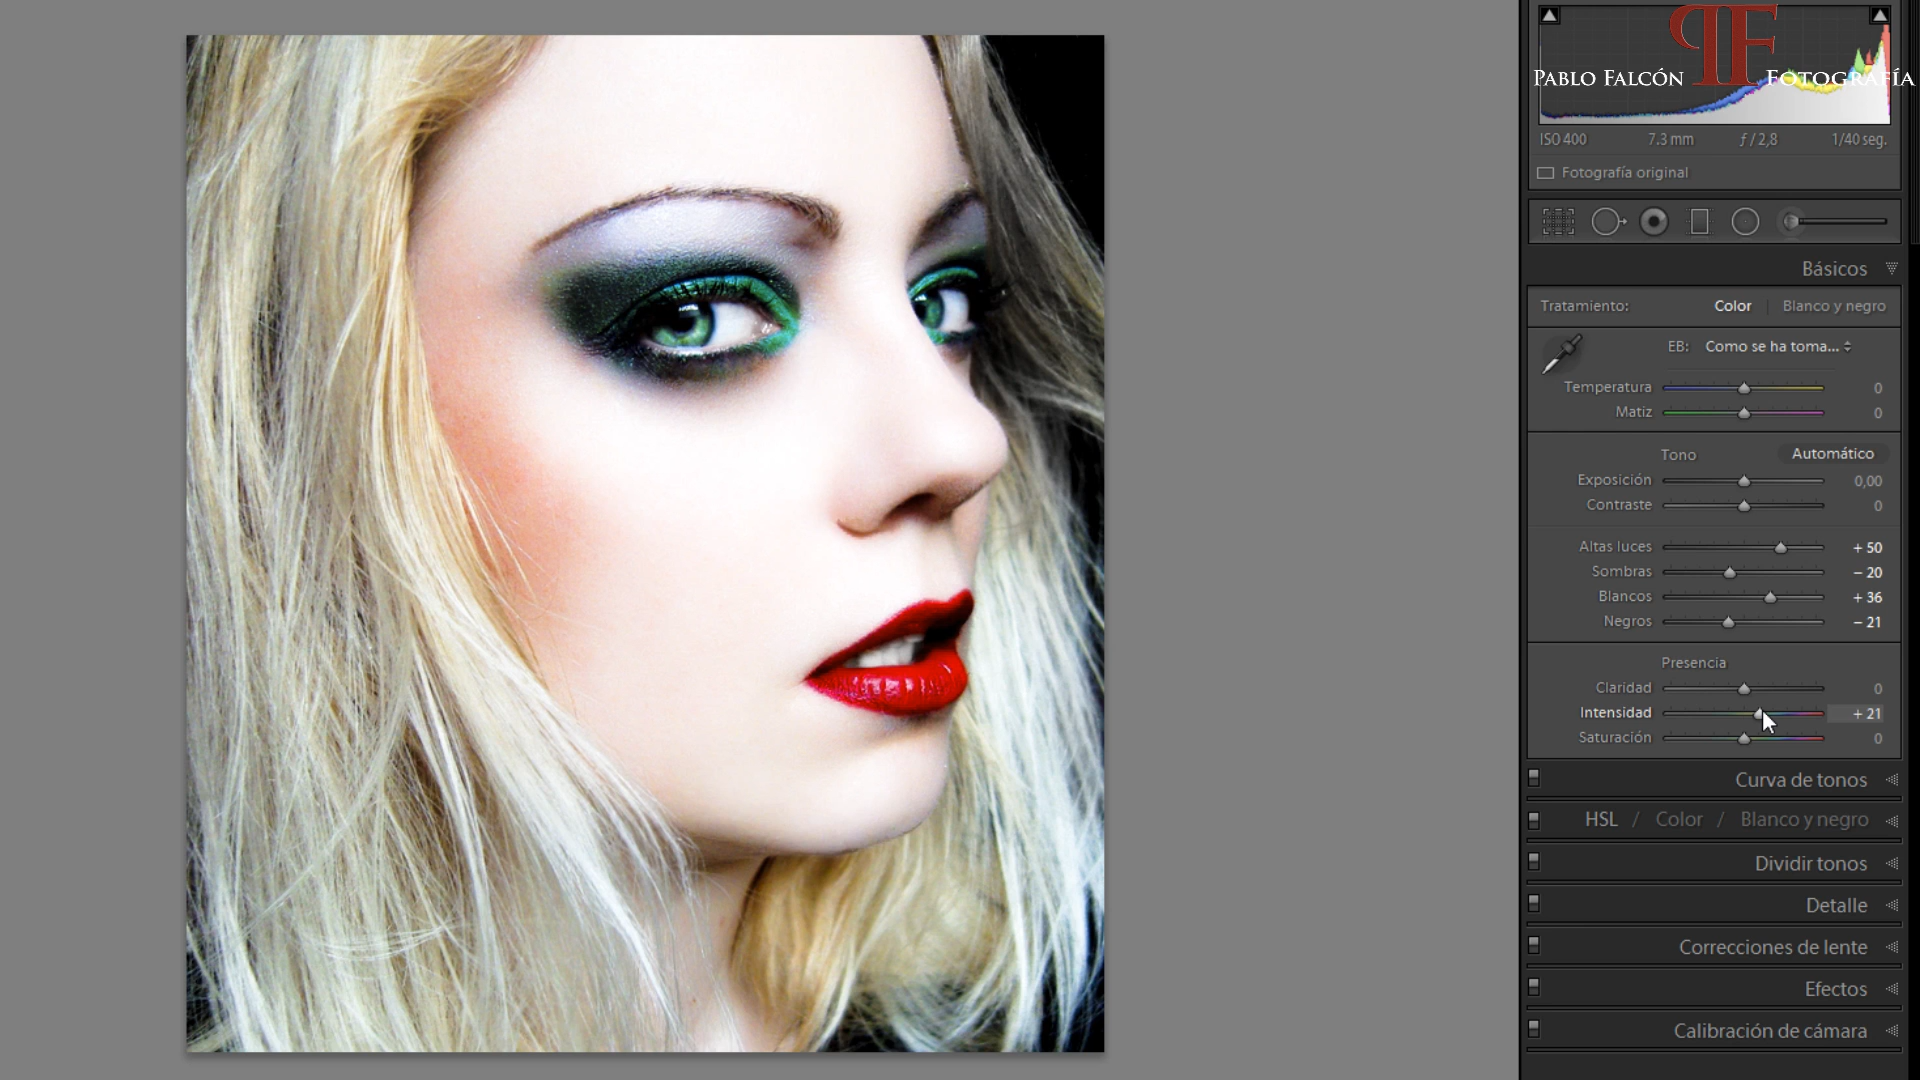 PF
PABLO FALCÓN FOTOGRAFÍA
ISO 400 7.3 mm ƒ / 2,8 1/40 seg.
Fotografía original
Básicos
Tratamiento: Color | Blanco y negro
EB: Como se ha toma...
Temperatura 0
Matiz 0
Tono Automático
Exposición 0,00
Contraste 0
Altas luces + 50
Sombras − 20
Blancos + 36
Negros − 21
Presencia
Claridad 0
Intensidad + 21
Saturación 0
Curva de tonos
HSL / Color / Blanco y negro
Dividir tonos
Detalle
Correcciones de lente
Efectos
Calibración de cámara